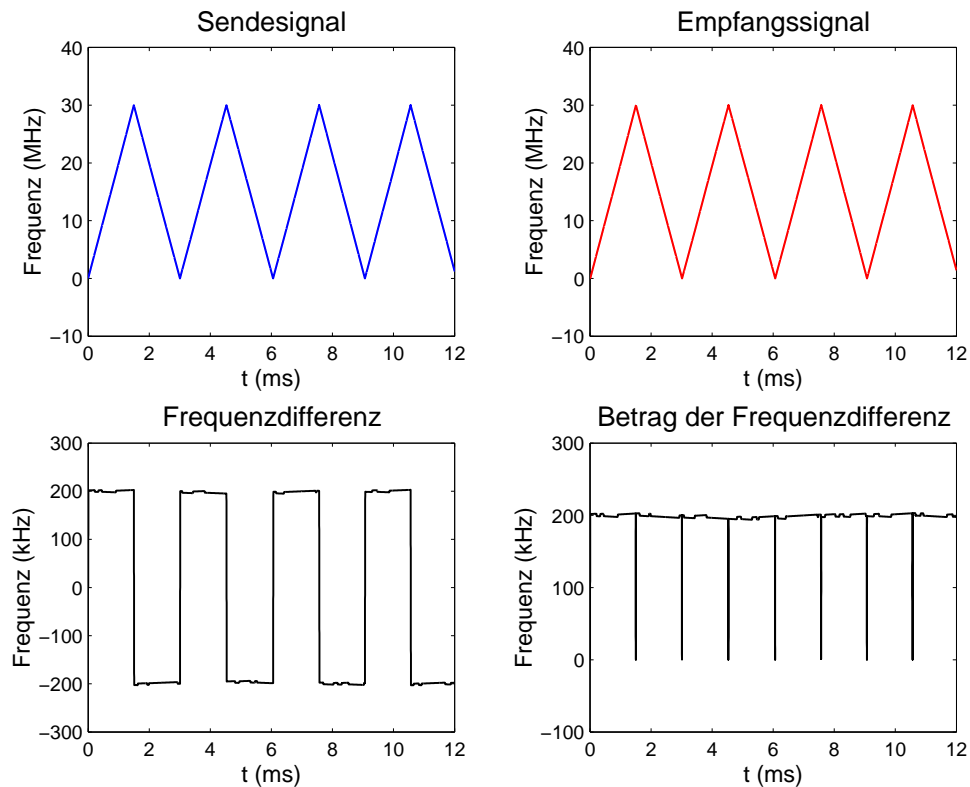 Sendesignal
40
30
20
10
0
−10
Frequenz (MHz)
0 2 4 6 8 10 12
t (ms)
Empfangssignal
40
30
20
10
0
−10
Frequenz (MHz)
0 2 4 6 8 10 12
t (ms)
Frequenzdifferenz
300
200
100
0
−100
−200
−300
Frequenz (kHz)
0 2 4 6 8 10 12
t (ms)
Betrag der Frequenzdifferenz
300
200
100
0
−100
Frequenz (kHz)
0 2 4 6 8 10 12
t (ms)